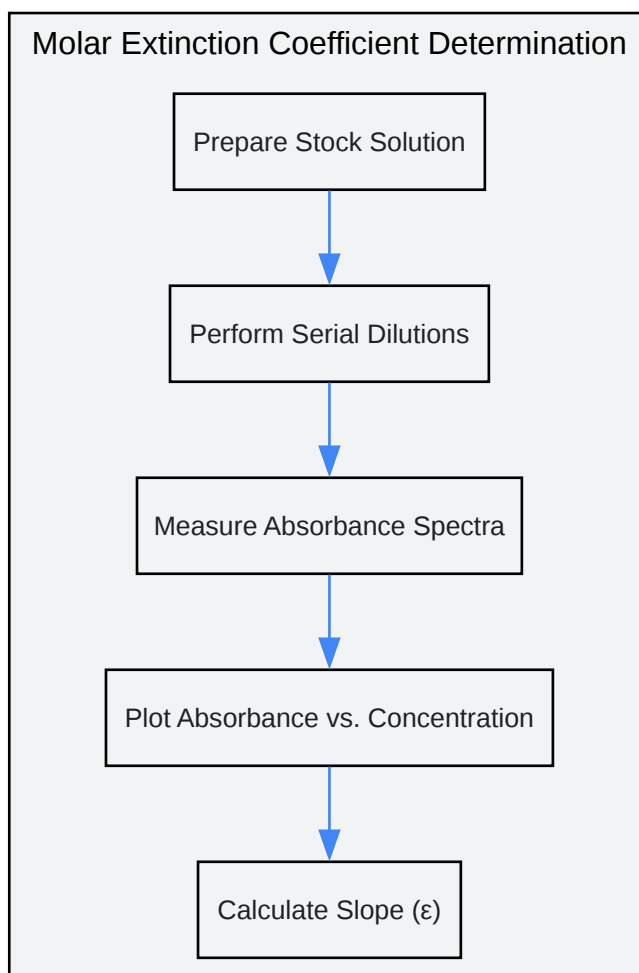 Molar Extinction Coefficient Determination
Prepare Stock Solution
Perform Serial Dilutions
Measure Absorbance Spectra
Plot Absorbance vs. Concentration
Calculate Slope (ε)